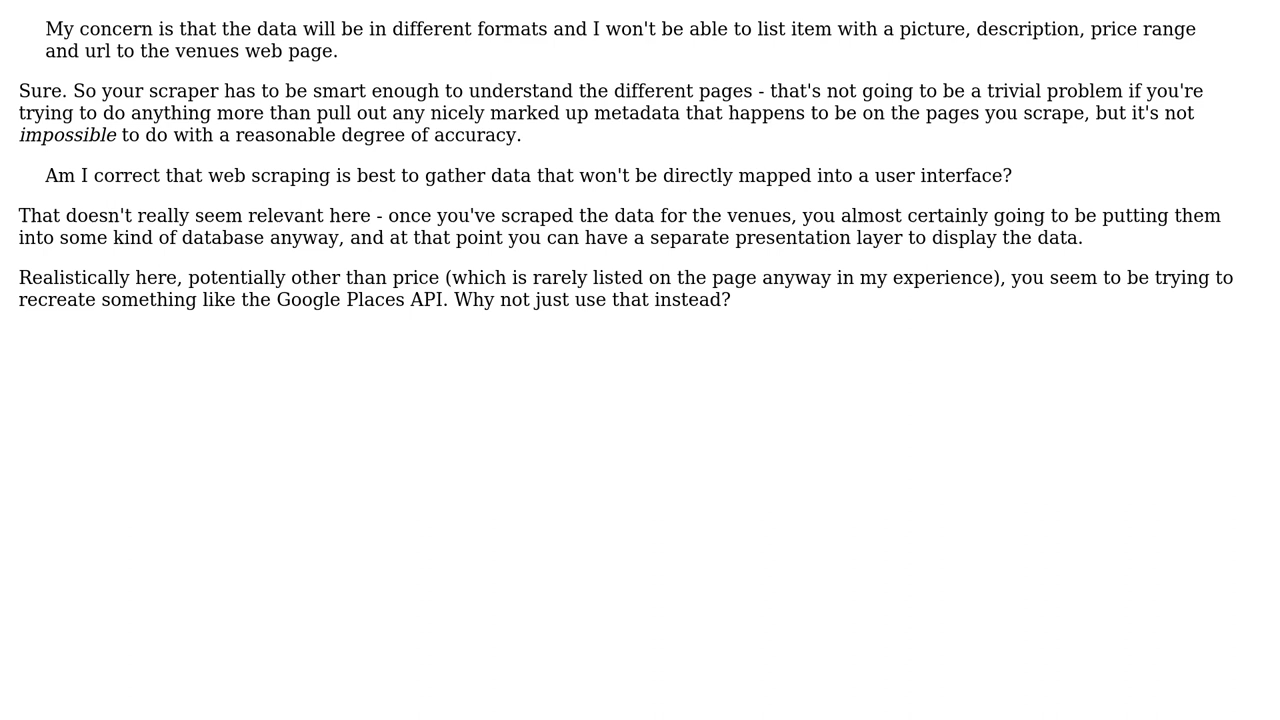 My concern is that the data will be in different formats and I won't be able to list item with a picture, description, price range
and url to the venues web page.
Sure. So your scraper has to be smart enough to understand the different pages - that's not going to be a trivial problem if you're
trying to do anything more than pull out any nicely marked up metadata that happens to be on the pages you scrape, but it's not
impossible to do with a reasonable degree of accuracy.
Am I correct that web scraping is best to gather data that won't be directly mapped into a user interface?
That doesn't really seem relevant here - once you've scraped the data for the venues, you almost certainly going to be putting them
into some kind of database anyway, and at that point you can have a separate presentation layer to display the data.
Realistically here, potentially other than price (which is rarely listed on the page anyway in my experience), you seem to be trying to
recreate something like the Google Places API. Why not just use that instead?